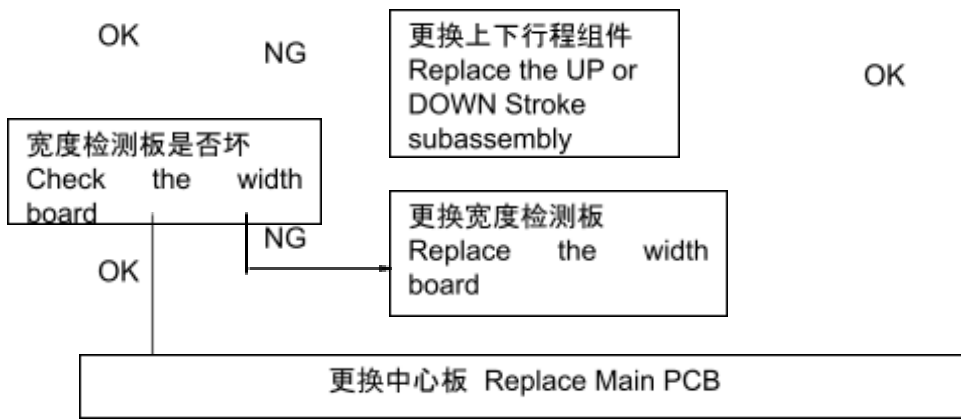 OK
NG
更换上下行程组件
Replace the UP or
DOWN Stroke
subassembly
OK
宽度检测板是否坏
Check the width
board
NG
更换宽度检测板
Replace the width
board
OK
更换中心板 Replace Main PCB